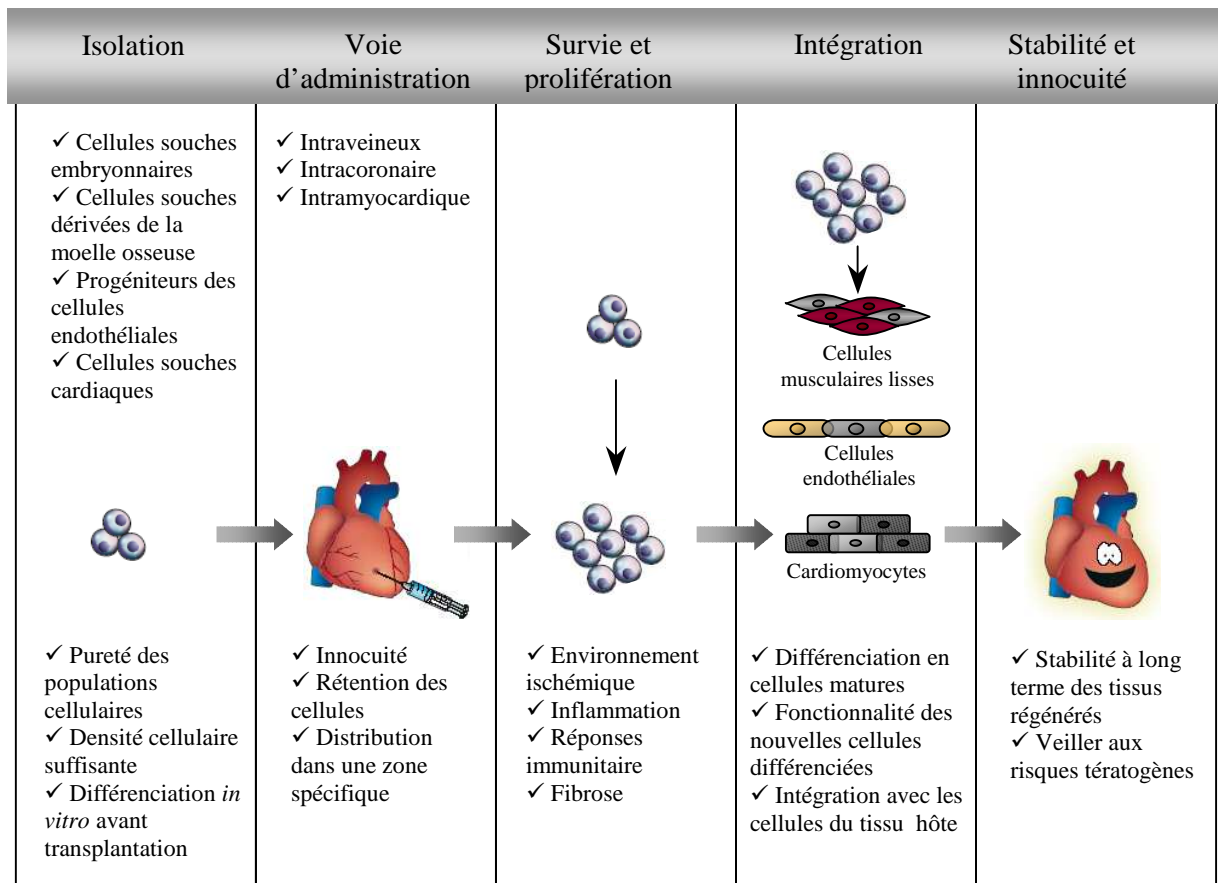 Isolation
Voie
d’administration
Survie et
prolifération
Intégration
Stabilité et
innocuité
✓ Cellules souches
embryonnaires
✓ Cellules souches
dérivées de la
moelle osseuse
✓ Progéniteurs des
cellules
endothéliales
✓ Cellules souches
cardiaques
✓ Pureté des
populations
cellulaires
✓ Densité cellulaire
suffisante
✓ Différenciation in
vitro avant
transplantation
✓ Intraveineux
✓ Intracoronaire
✓ Intramyocardique
✓ Innocuité
✓ Rétention des
cellules
✓ Distribution
dans une zone
spécifique
✓ Environnement
ischémique
✓ Inflammation
✓ Réponses
immunitaire
✓ Fibrose
Cellules
musculaires lisses
Cellules
endothéliales
Cardiomyocytes
✓ Différenciation en
cellules matures
✓ Fonctionnalité des
nouvelles cellules
différenciées
✓ Intégration avec les
cellules du tissu hôte
✓ Stabilité à long
terme des tissus
régénérés
✓ Veiller aux
risques tératogènes